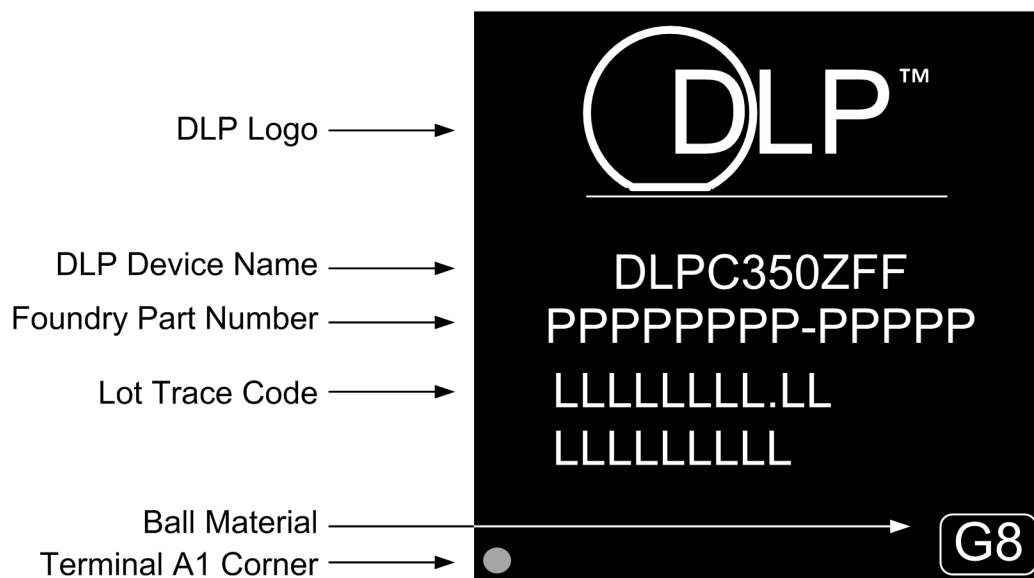 DLP Logo
DLP™
DLP Device Name
DLPC350ZFF
Foundry Part Number
PPPPPPPP-PPPPP
Lot Trace Code
LLLLLLLL.LL
LLLLLLLLL
Ball Material
G8
Terminal A1 Corner